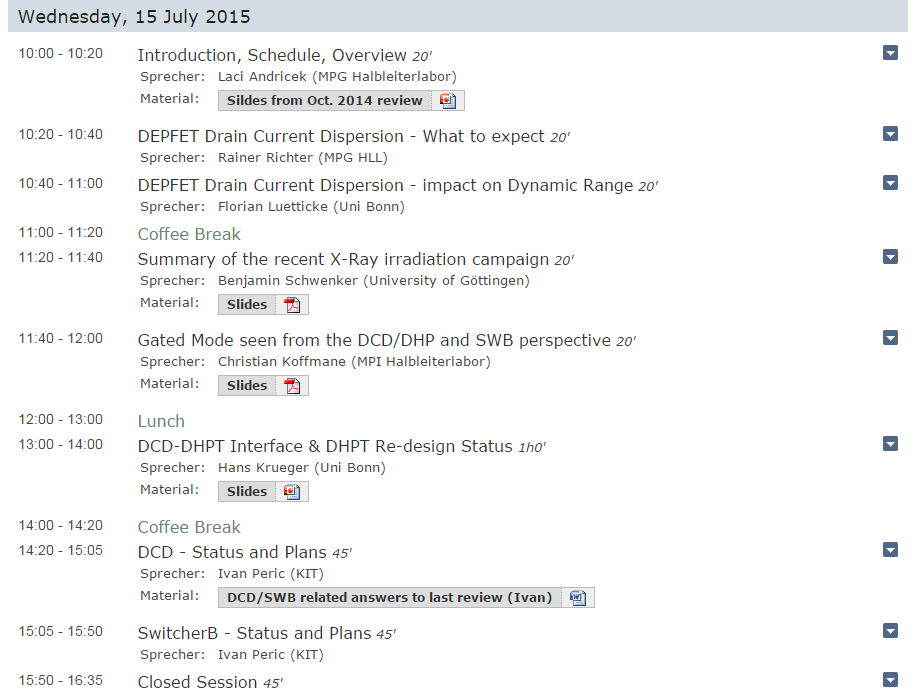 Wednesday, 15 July 2015
10:00 - 10:20 Introduction, Schedule, Overview 20'
Sprecher: Laci Andricek (MPG Halbleiterlabor)
Material: Sildes from Oct. 2014 review
10:20 - 10:40 DEPFET Drain Current Dispersion - What to expect 20'
Sprecher: Rainer Richter (MPG HLL)
10:40 - 11:00 DEPFET Drain Current Dispersion - impact on Dynamic Range 20'
Sprecher: Florian Luetticke (Uni Bonn)
11:00 - 11:20 Coffee Break
11:20 - 11:40 Summary of the recent X-Ray irradiation campaign 20'
Sprecher: Benjamin Schwenker (University of Göttingen)
Material: Slides
11:40 - 12:00 Gated Mode seen from the DCD/DHP and SWB perspective 20'
Sprecher: Christian Koffmane (MPI Halbleiterlabor)
Material: Slides
12:00 - 13:00 Lunch
13:00 - 14:00 DCD-DHPT Interface & DHPT Re-design Status 1h0'
Sprecher: Hans Krueger (Uni Bonn)
Material: Slides
14:00 - 14:20 Coffee Break
14:20 - 15:05 DCD - Status and Plans 45'
Sprecher: Ivan Peric (KIT)
Material: DCD/SWB related answers to last review (Ivan)
15:05 - 15:50 SwitcherB - Status and Plans 45'
Sprecher: Ivan Peric (KIT)
15:50 - 16:35 Closed Session 45'